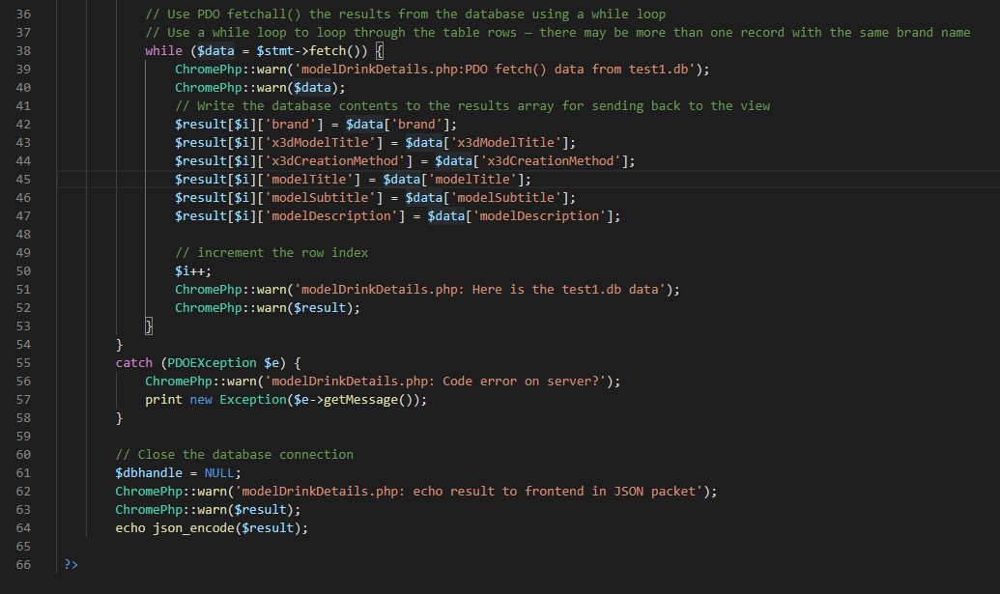 36 // Use PDO fetchall() the results from the database using a while loop
37 // Use a while loop to loop through the table rows – there may be more than one record with the same brand name
38 while ($data = $stmt->fetch()) {
39 ChromePhp::warn('modelDrinkDetails.php:PDO fetch() data from test1.db');
40 ChromePhp::warn($data);
41 // Write the database contents to the results array for sending back to the view
42 $result[$i]['brand'] = $data['brand'];
43 $result[$i]['x3dModelTitle'] = $data['x3dModelTitle'];
44 $result[$i]['x3dCreationMethod'] = $data['x3dCreationMethod'];
45 $result[$i]['modelTitle'] = $data['modelTitle'];
46 $result[$i]['modelSubtitle'] = $data['modelSubtitle'];
47 $result[$i]['modelDescription'] = $data['modelDescription'];
48
49 // increment the row index
50 $i++;
51 ChromePhp::warn('modelDrinkDetails.php: Here is the test1.db data');
52 ChromePhp::warn($result);
53 }
54 }
55 catch (PDOEXception $e) {
56 ChromePhp::warn('modelDrinkDetails.php: Code error on server?');
57 print new Exception($e->getMessage());
58 }
59
60 // Close the database connection
61 $dbhandle = NULL;
62 ChromePhp::warn('modelDrinkDetails.php: echo result to frontend in JSON packet');
63 ChromePhp::warn($result);
64 echo json_encode($result);
65
66 ?>